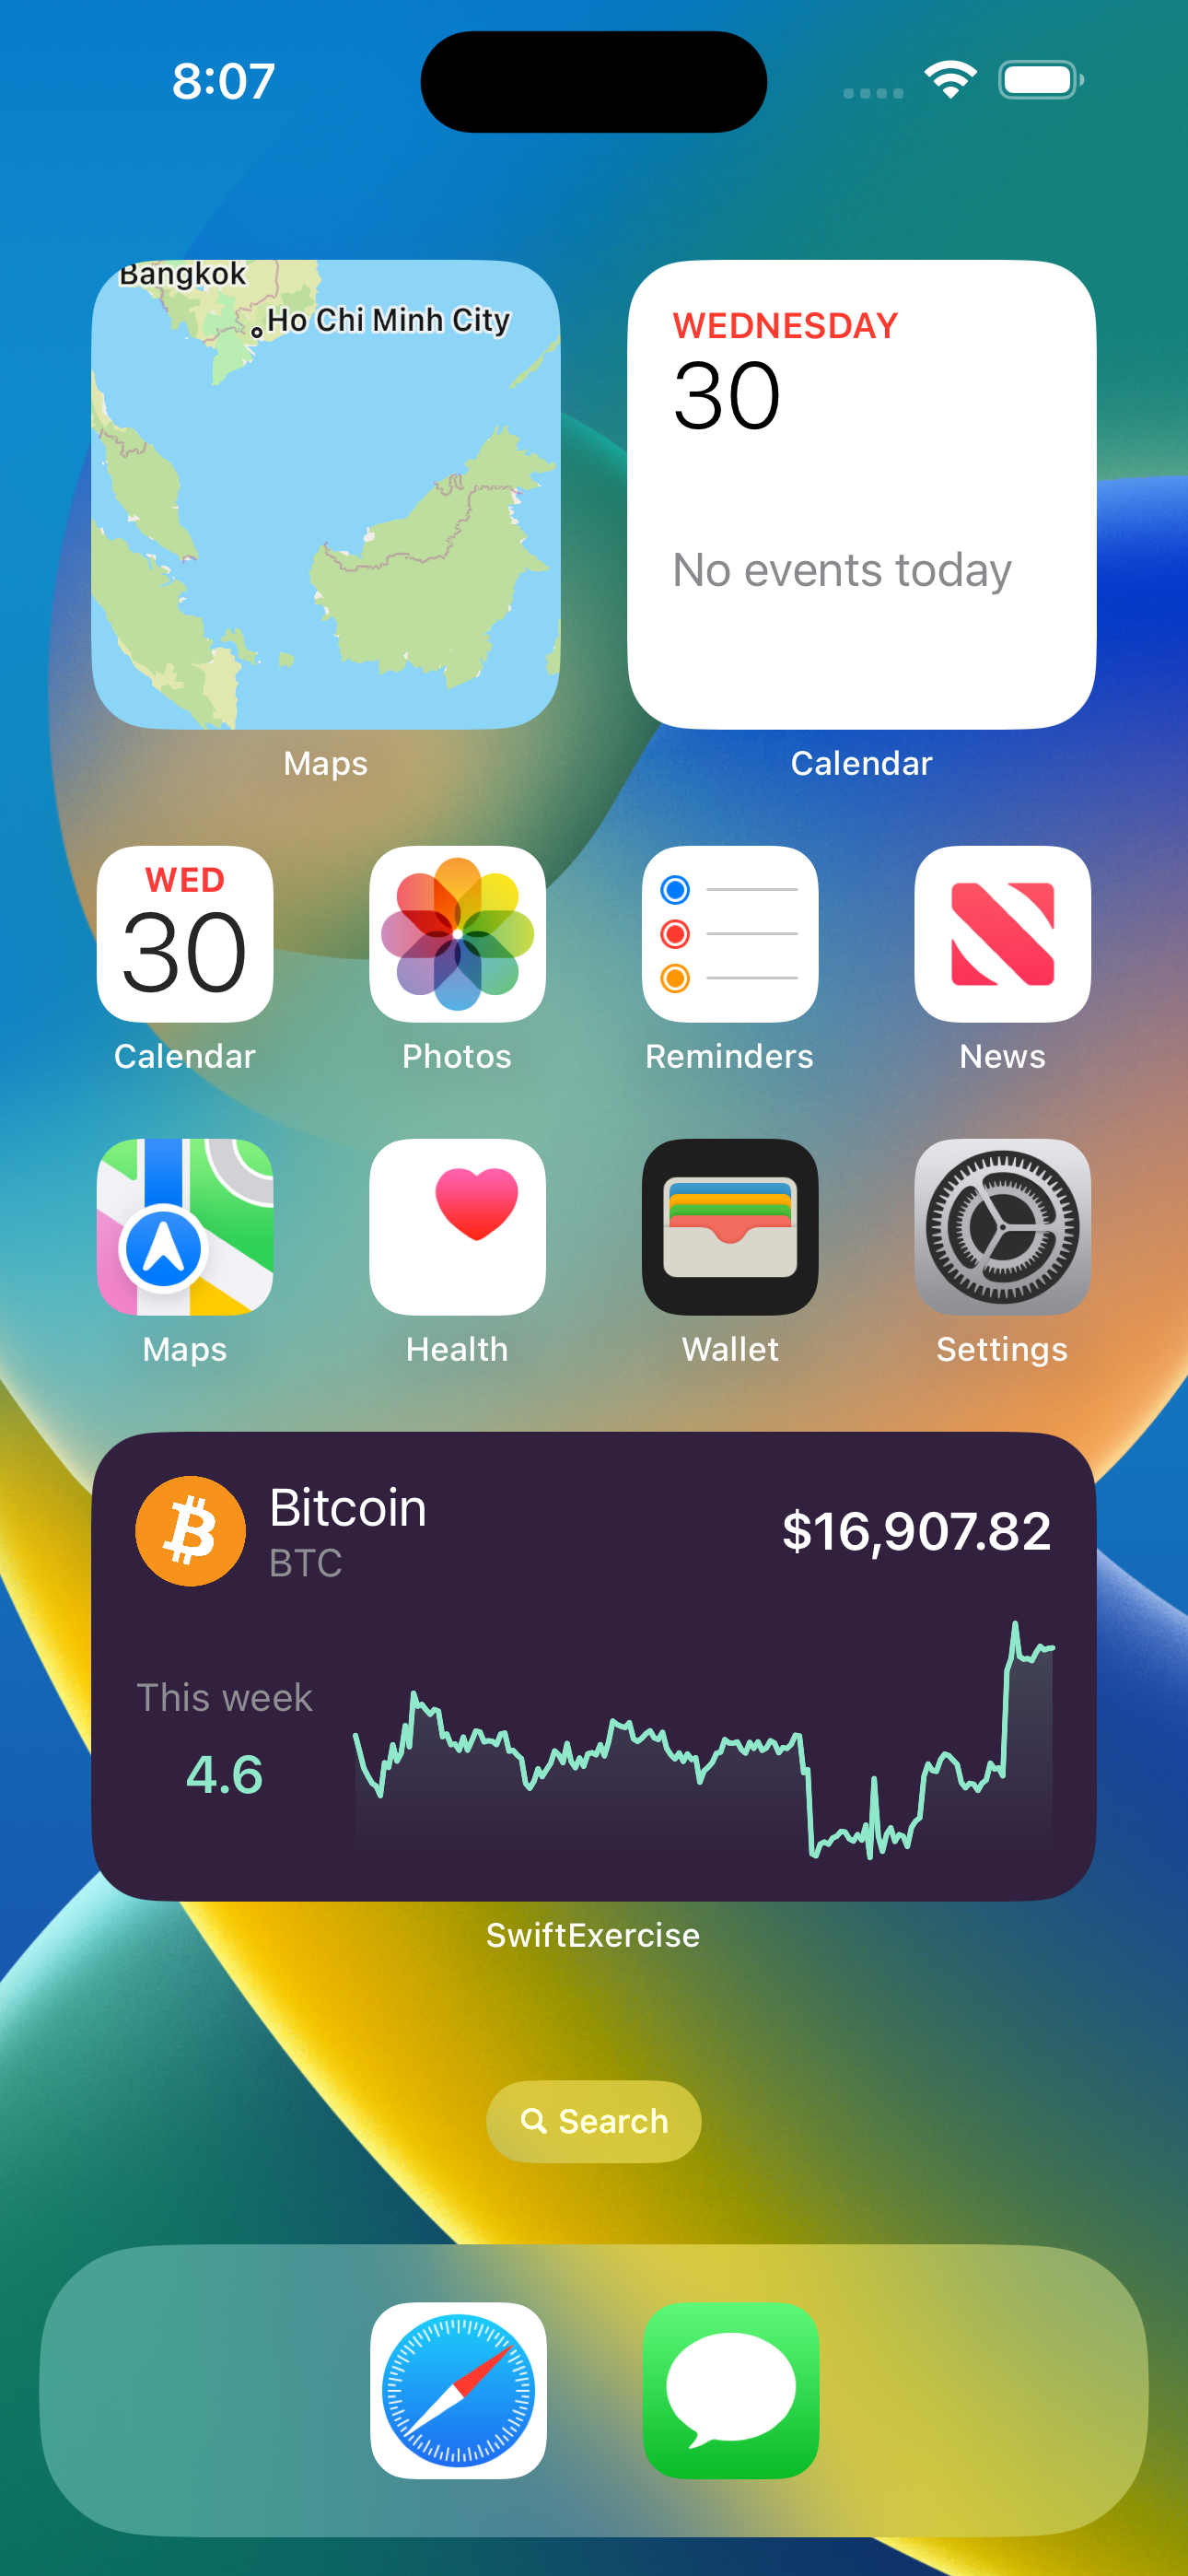 8:07
Bangkok
Ho Chi Minh City
WEDNESDAY
30
No events today
Maps
Calendar
WED
30
Calendar
Photos
Reminders
News
Maps
Health
Wallet
Settings
Bitcoin
BTC
$16,907.82
This week
4.6
SwiftExercise
Search